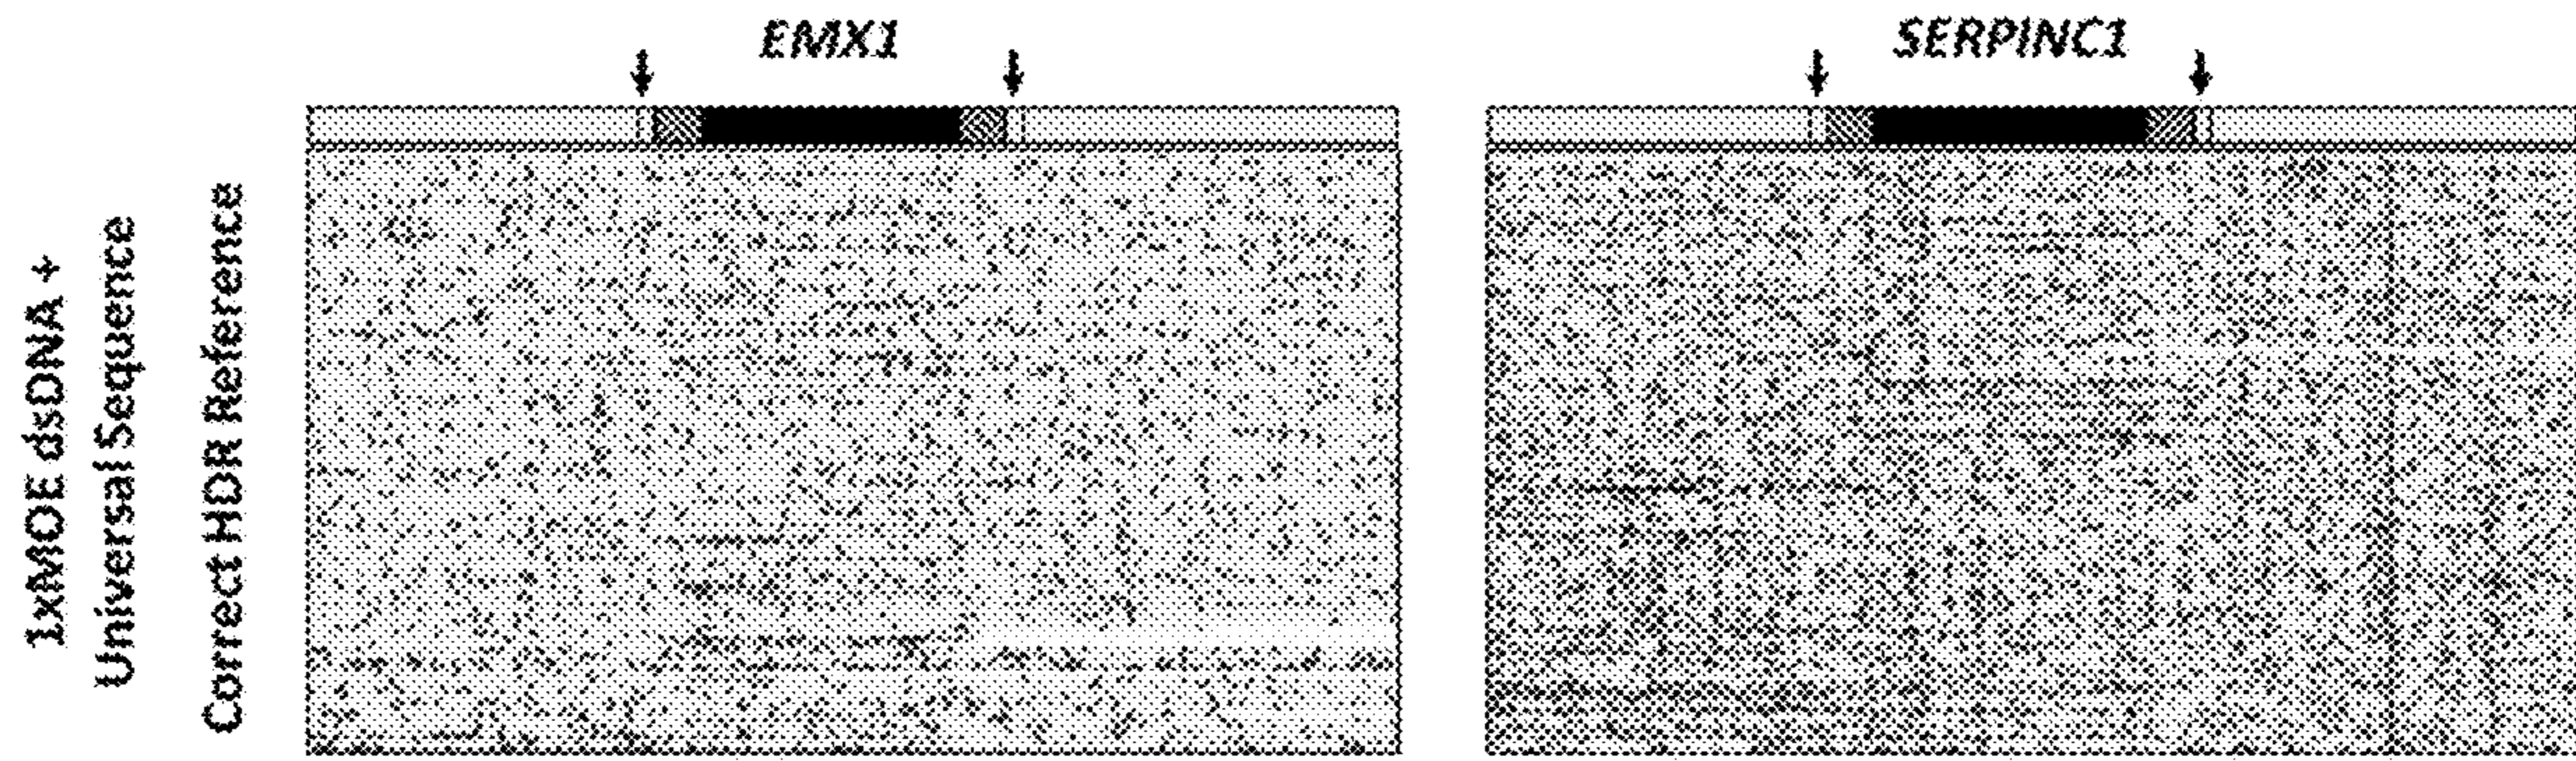 EMX1
SERPINC1
1xMOE dsDNA +
Universal Sequence
Correct HDR Reference